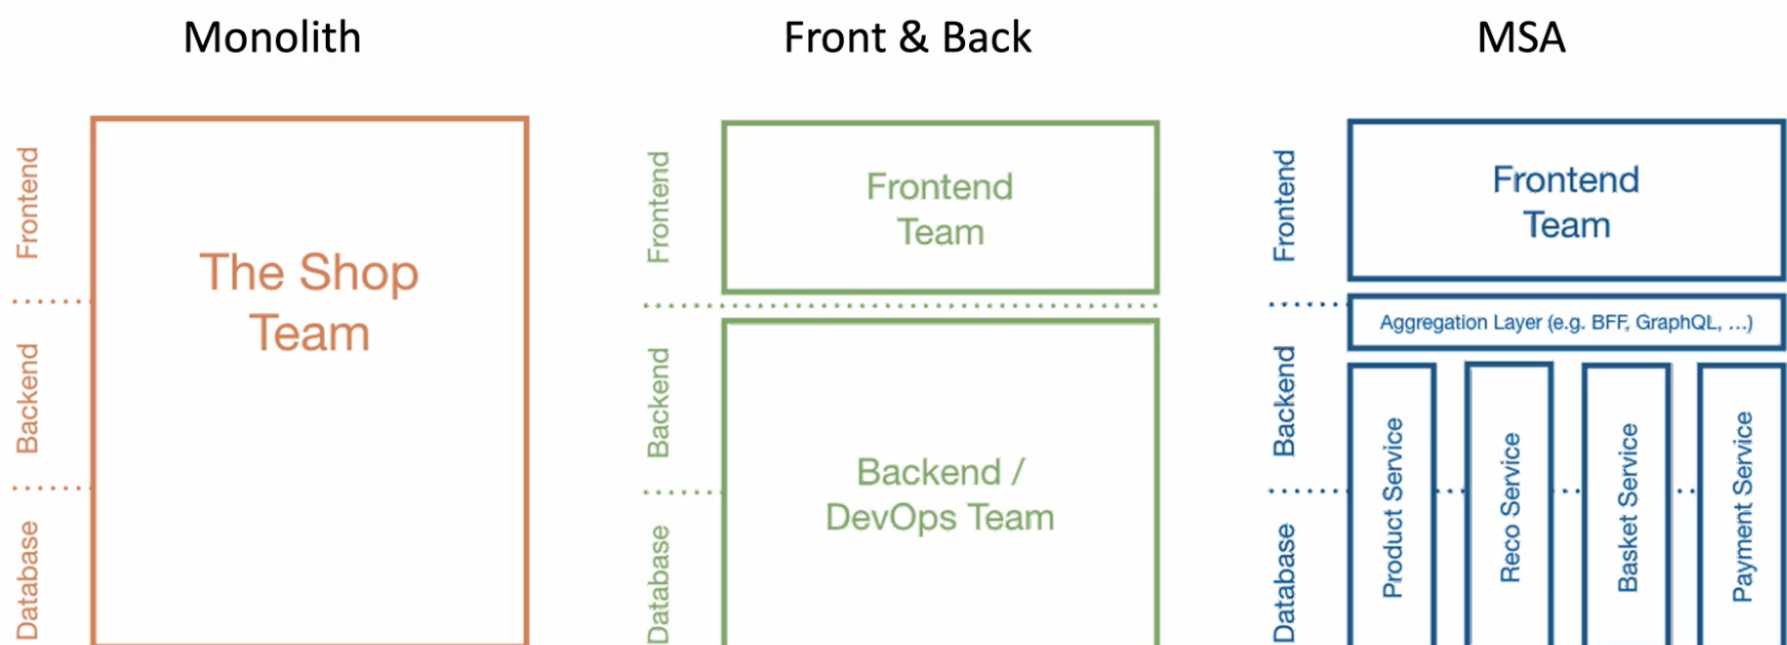 Monolith
Frontend
Backend
Database
The Shop
Team
Front & Back
Frontend
Backend
Database
Frontend
Team
Backend /
DevOps Team
MSA
Frontend
Backend
Database
Frontend
Team
Aggregation Layer (e.g. BFF, GraphQL, ...)
Product Service
Reco Service
Basket Service
Payment Service